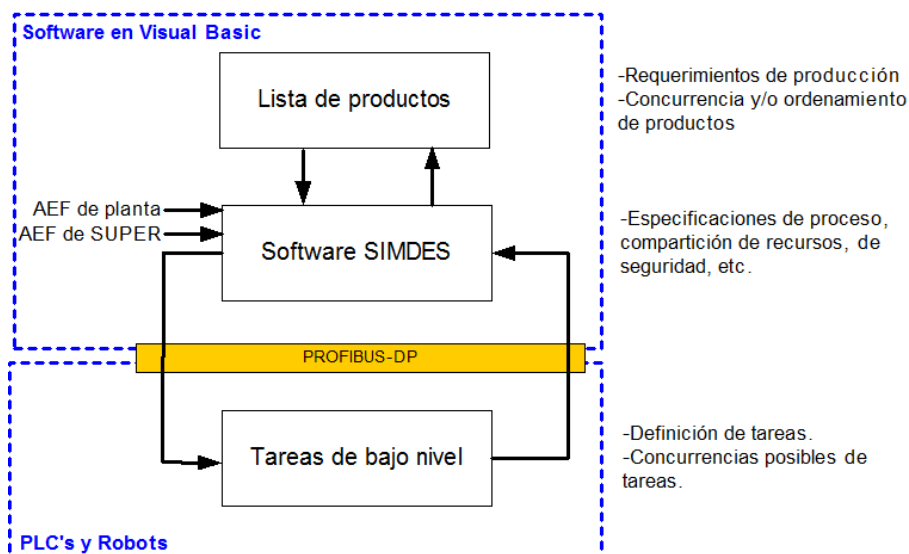 Software en Visual Basic
Lista de productos
-Requerimientos de producción
-Concurrencia y/o ordenamiento
de productos
AEF de planta
AEF de SUPER
Software SIMDES
-Especificaciones de proceso,
compartición de recursos, de
seguridad, etc.
PROFIBUS-DP
Tareas de bajo nivel
-Definición de tareas.
-Concurrencias posibles de
tareas.
PLC's y Robots